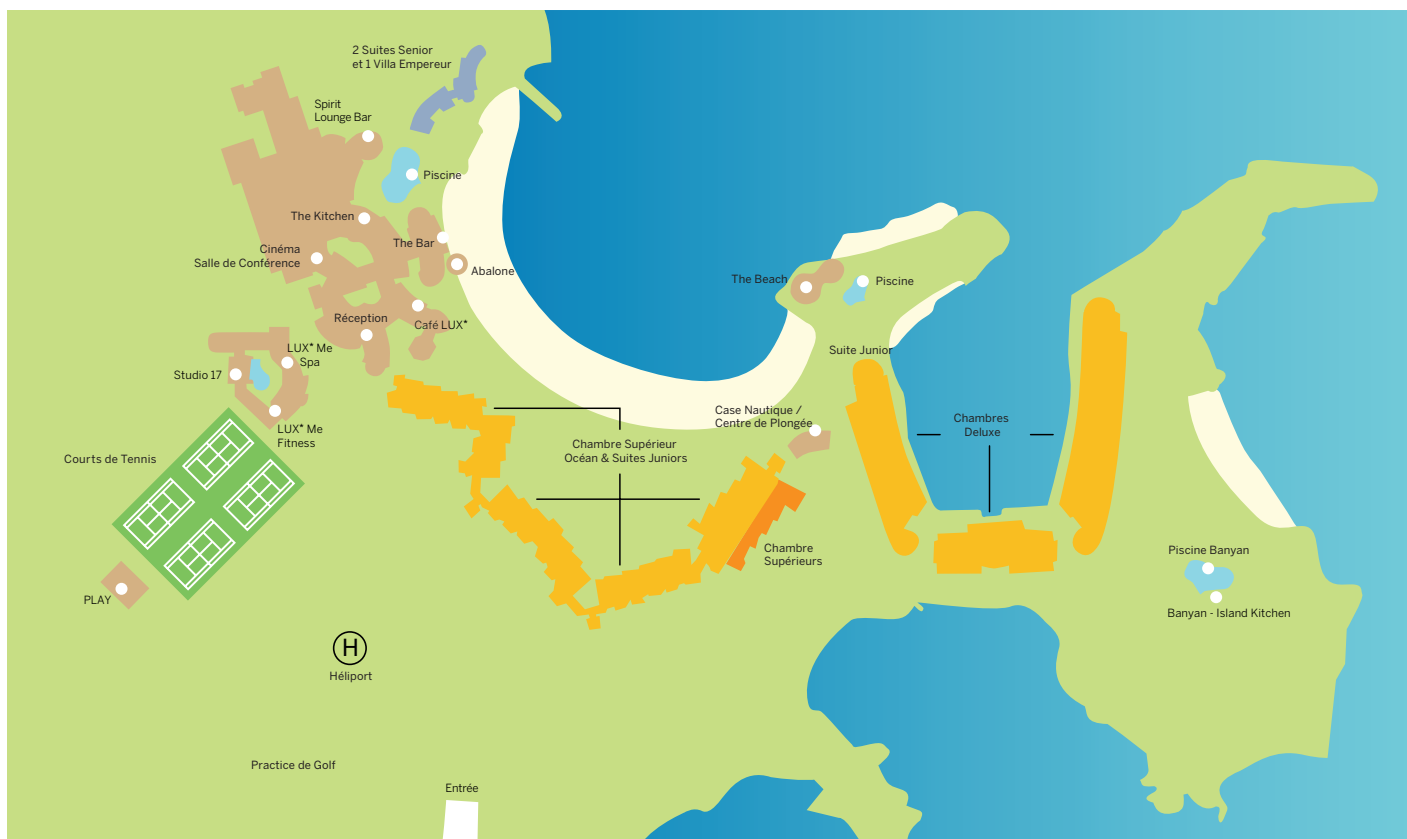 2 Suites Senior
et 1 Villa Empereur
Spirit
Lounge Bar
Piscine
The Kitchen
The Bar
Cinéma
Salle de Conférence
Abalone
The Beach
Piscine
Réception
Café LUX*
LUX* Me
Spa
Studio 17
Suite Junior
LUX* Me
Fitness
Case Nautique /
Centre de Plongée
Chambres
Deluxe
Courts de Tennis
Chambre Supérieur
Océan & Suites Juniors
Chambre
Supérieurs
Piscine Banyan
PLAY
Banyan - Island Kitchen
H
Héliport
Practice de Golf
Entrée